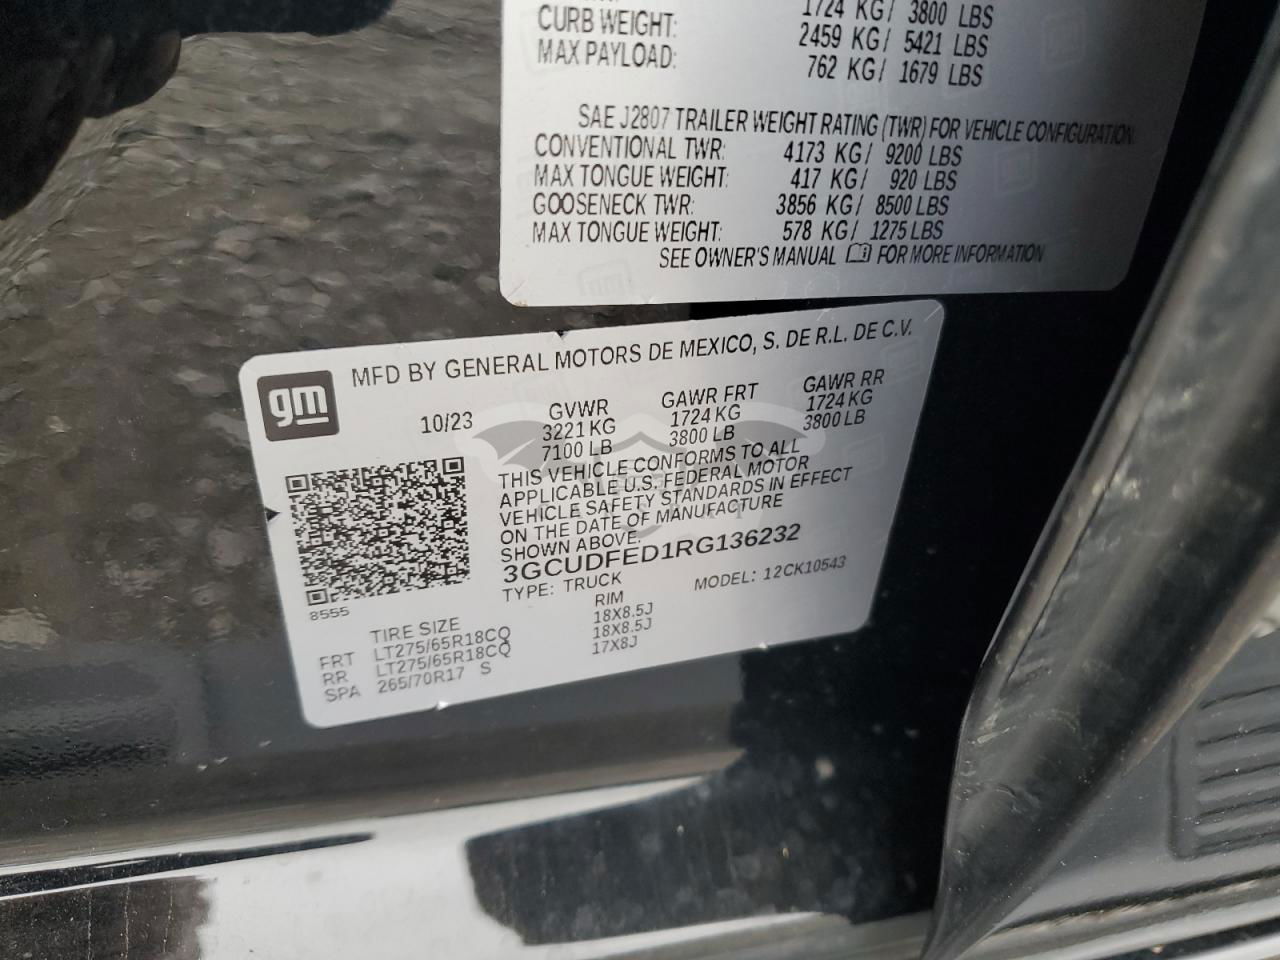 1724 KG/ 3800 LBS
CURB WEIGHT: 2459 KG/ 5421 LBS
MAX PAYLOAD: 762 KG/ 1679 LBS
SAE J2807 TRAILER WEIGHT RATING (TWR) FOR VEHICLE CONFIGURATION
CONVENTIONAL TWR: 4173 KG/ 9200 LBS
MAX TONGUE WEIGHT: 417 KG/ 920 LBS
GOOSENECK TWR: 3856 KG/ 8500 LBS
MAX TONGUE WEIGHT: 578 KG/ 1275 LBS
SEE OWNER'S MANUAL FOR MORE INFORMATION
gm
MFD BY GENERAL MOTORS DE MEXICO, S. DE R.L. DE C.V.
10/23 GVWR GAWR FRT GAWR RR
3221 KG 1724 KG 1724 KG
7100 LB 3800 LB 3800 LB
THIS VEHICLE CONFORMS TO ALL
APPLICABLE U.S. FEDERAL MOTOR
VEHICLE SAFETY STANDARDS IN EFFECT
ON THE DATE OF MANUFACTURE
SHOWN ABOVE.
3GCUDFED1RG136232
TYPE: TRUCK MODEL: 12CK10543
8555
TIRE SIZE RIM
FRT LT275/65R18CQ 18X8.5J
RR LT275/65R18CQ 18X8.5J
SPA 265/70R17 S 17X8J